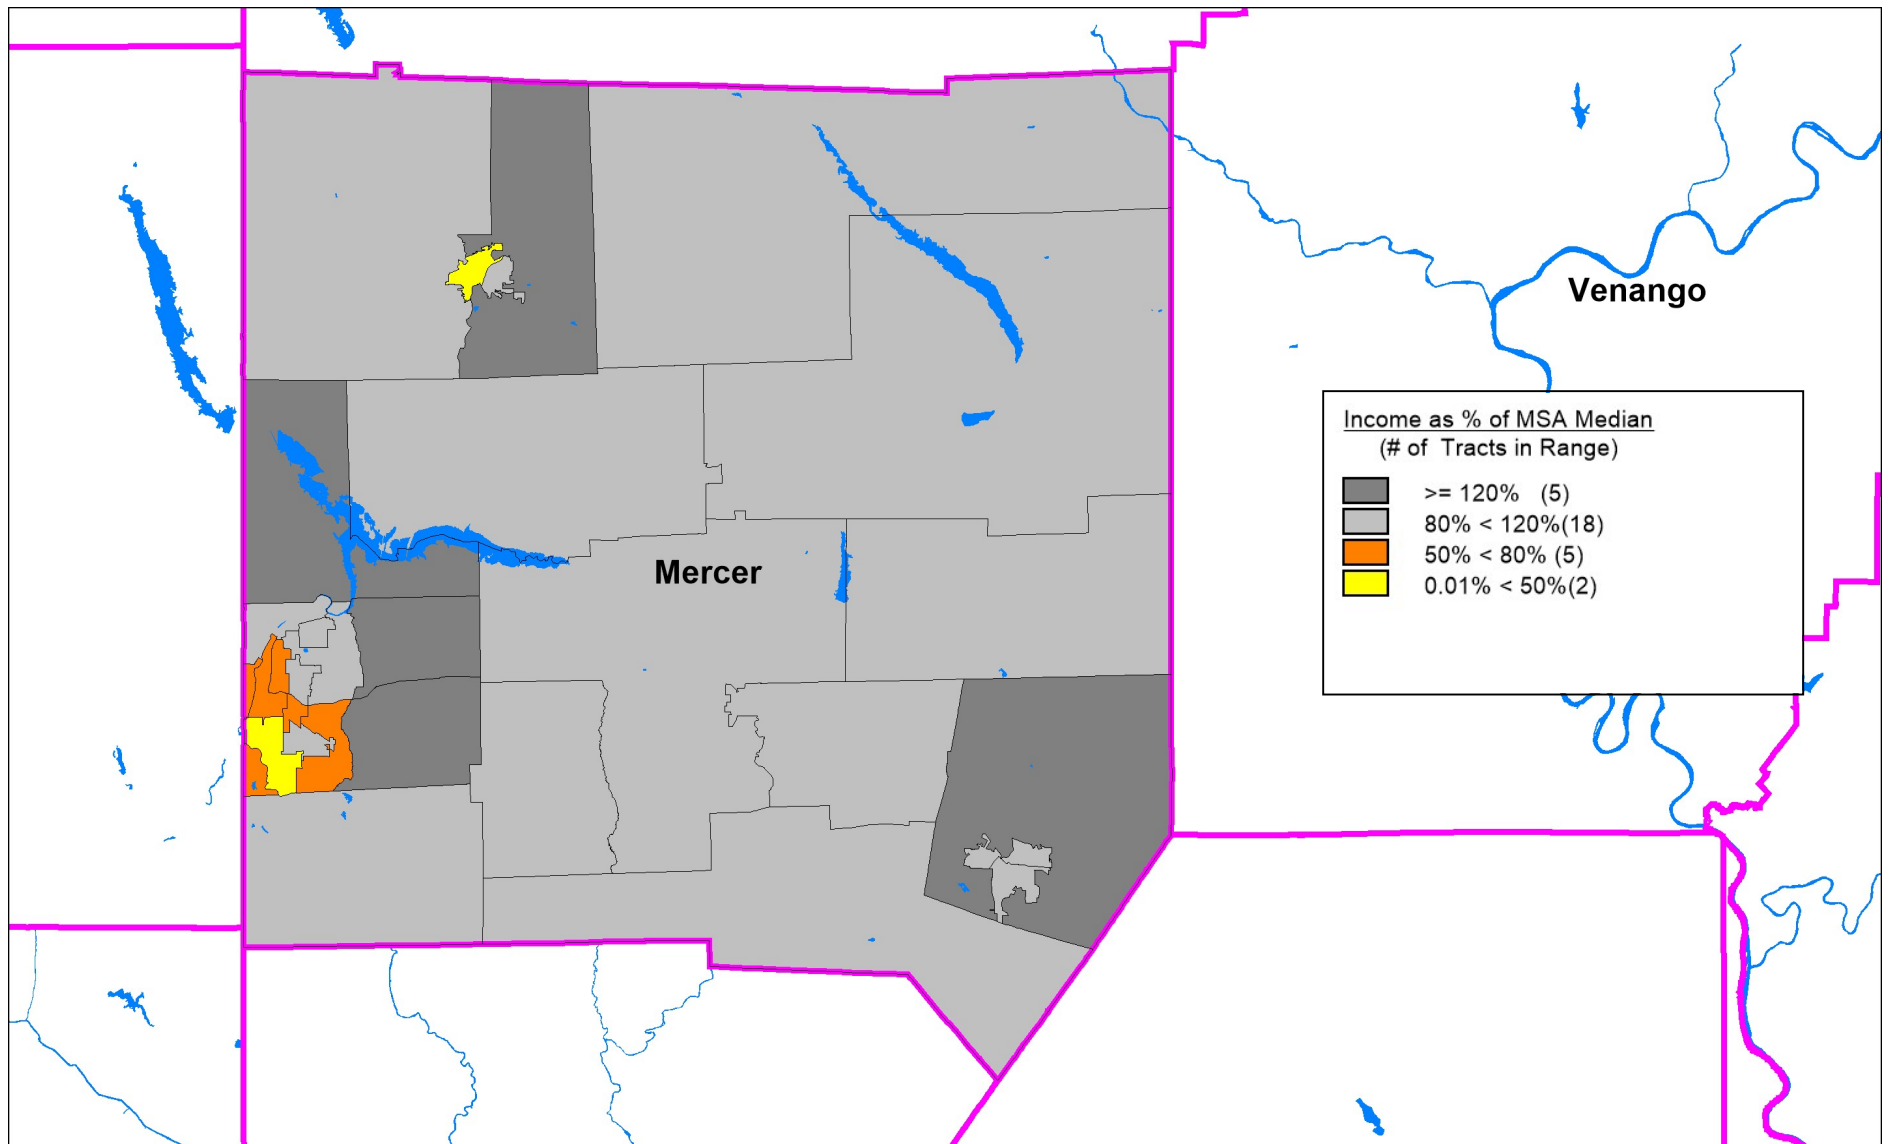 Venango
Income as % of MSA Median
(# of Tracts in Range)
>= 120% (5)
80% < 120%(18)
50% < 80% (5)
0.01% < 50%(2)
Mercer